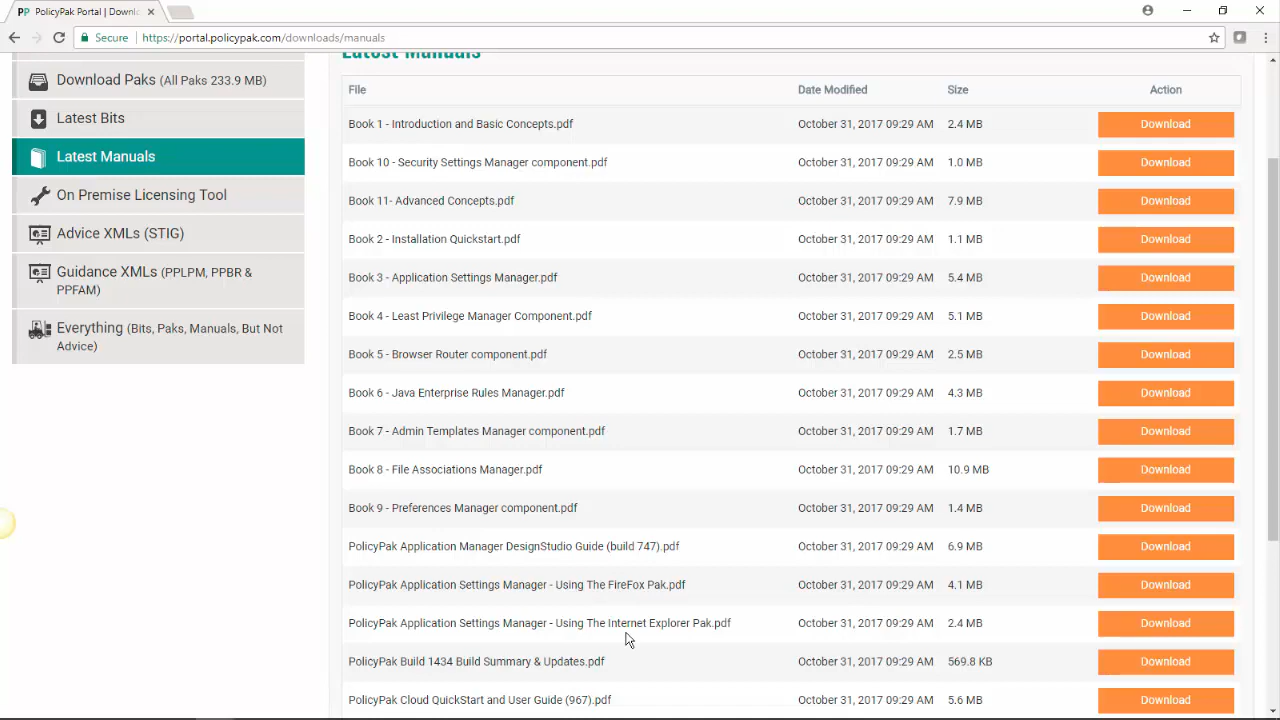 PP PolicyPak Portal | Downlo
Secure https://portal.policypak.com/downloads/manuals
Download Paks (All Paks 233.9 MB)
Latest Bits
Latest Manuals
On Premise Licensing Tool
Advice XMLs (STIG)
Guidance XMLs (PPLPM, PPBR &
PPFAM)
Everything (Bits, Paks, Manuals, But Not
Advice)
Latest Manuals
File Date Modified Size Action
Book 1 - Introduction and Basic Concepts.pdf October 31, 2017 09:29 AM 2.4 MB Download
Book 10 - Security Settings Manager component.pdf October 31, 2017 09:29 AM 1.0 MB Download
Book 11- Advanced Concepts.pdf October 31, 2017 09:29 AM 7.9 MB Download
Book 2 - Installation Quickstart.pdf October 31, 2017 09:29 AM 1.1 MB Download
Book 3 - Application Settings Manager.pdf October 31, 2017 09:29 AM 5.4 MB Download
Book 4 - Least Privilege Manager Component.pdf October 31, 2017 09:29 AM 5.1 MB Download
Book 5 - Browser Router component.pdf October 31, 2017 09:29 AM 2.5 MB Download
Book 6 - Java Enterprise Rules Manager.pdf October 31, 2017 09:29 AM 4.3 MB Download
Book 7 - Admin Templates Manager component.pdf October 31, 2017 09:29 AM 1.7 MB Download
Book 8 - File Associations Manager.pdf October 31, 2017 09:29 AM 10.9 MB Download
Book 9 - Preferences Manager component.pdf October 31, 2017 09:29 AM 1.4 MB Download
PolicyPak Application Manager DesignStudio Guide (build 747).pdf October 31, 2017 09:29 AM 6.9 MB Download
PolicyPak Application Settings Manager - Using The FireFox Pak.pdf October 31, 2017 09:29 AM 4.1 MB Download
PolicyPak Application Settings Manager - Using The Internet Explorer Pak.pdf October 31, 2017 09:29 AM 2.4 MB Download
PolicyPak Build 1434 Build Summary & Updates.pdf October 31, 2017 09:29 AM 569.8 KB Download
PolicyPak Cloud QuickStart and User Guide (967).pdf October 31, 2017 09:29 AM 5.6 MB Download